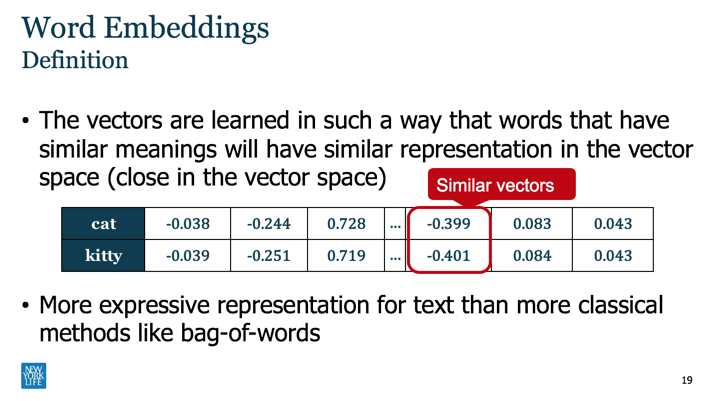 Word Embeddings
Definition
• The vectors are learned in such a way that words that have
similar meanings will have similar representation in the vector
space (close in the vector space)
Similar vectors
cat -0.038 -0.244 0.728 ... -0.399 0.083 0.043
kitty -0.039 -0.251 0.719 ... -0.401 0.084 0.043
• More expressive representation for text than more classical
methods like bag-of-words
NEW
YORK
LIFE
19